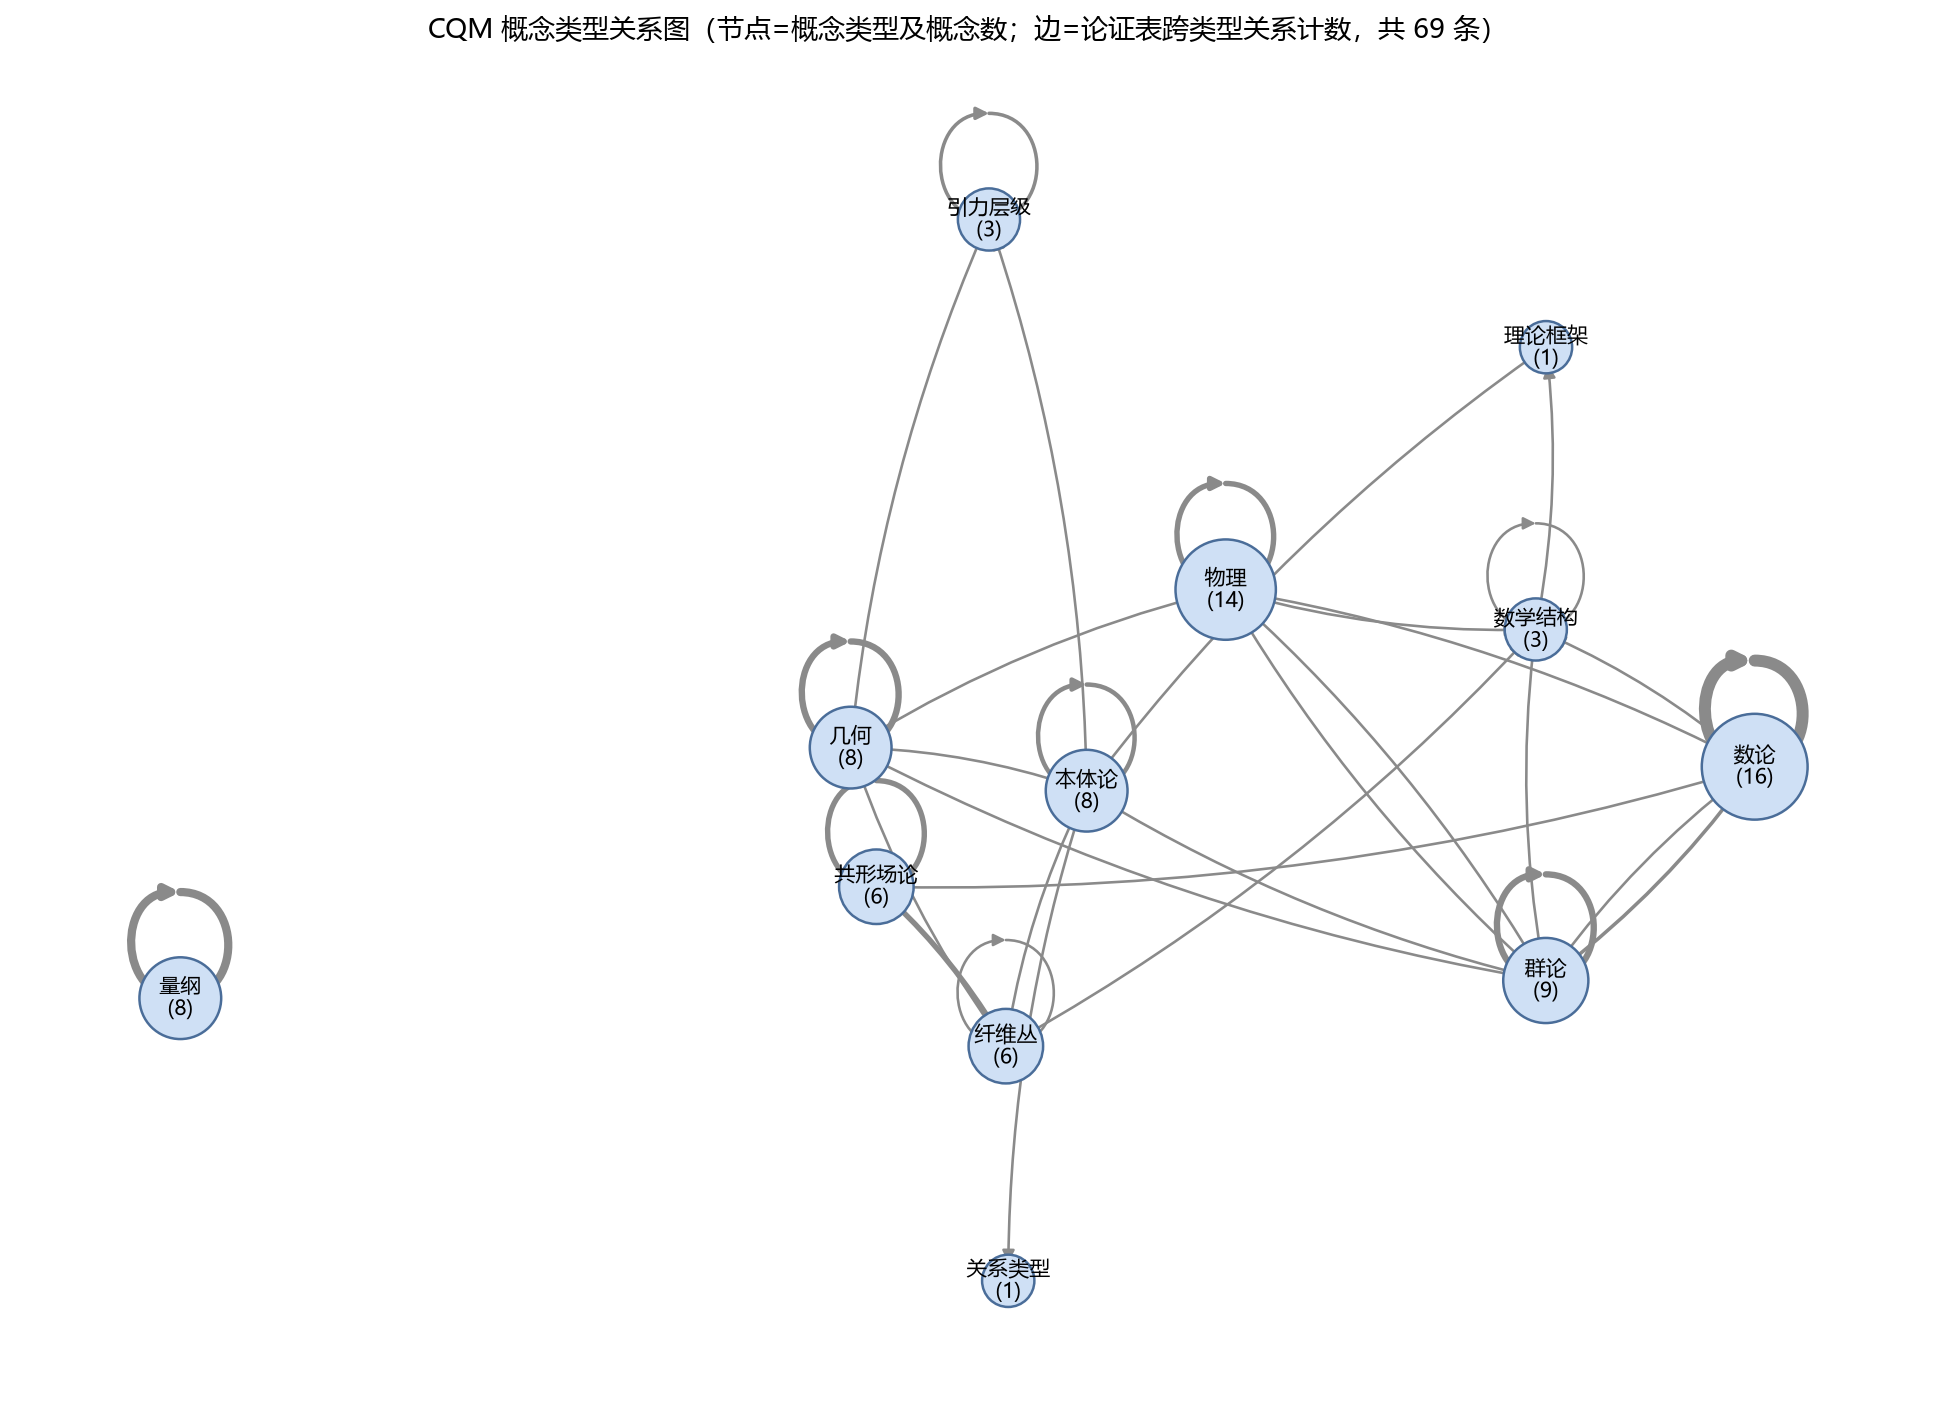 CQM 概念类型关系图（节点=概念类型及概念数；边=论证表跨类型关系计数，共 69 条）
引力层级
(3)
理论框架
(1)
物理
(14)
数学结构
(3)
几何
(8)
本体论
(8)
数论
(16)
共形场论
(6)
群论
(9)
量纲
(8)
纤维丛
(6)
关系类型
(1)